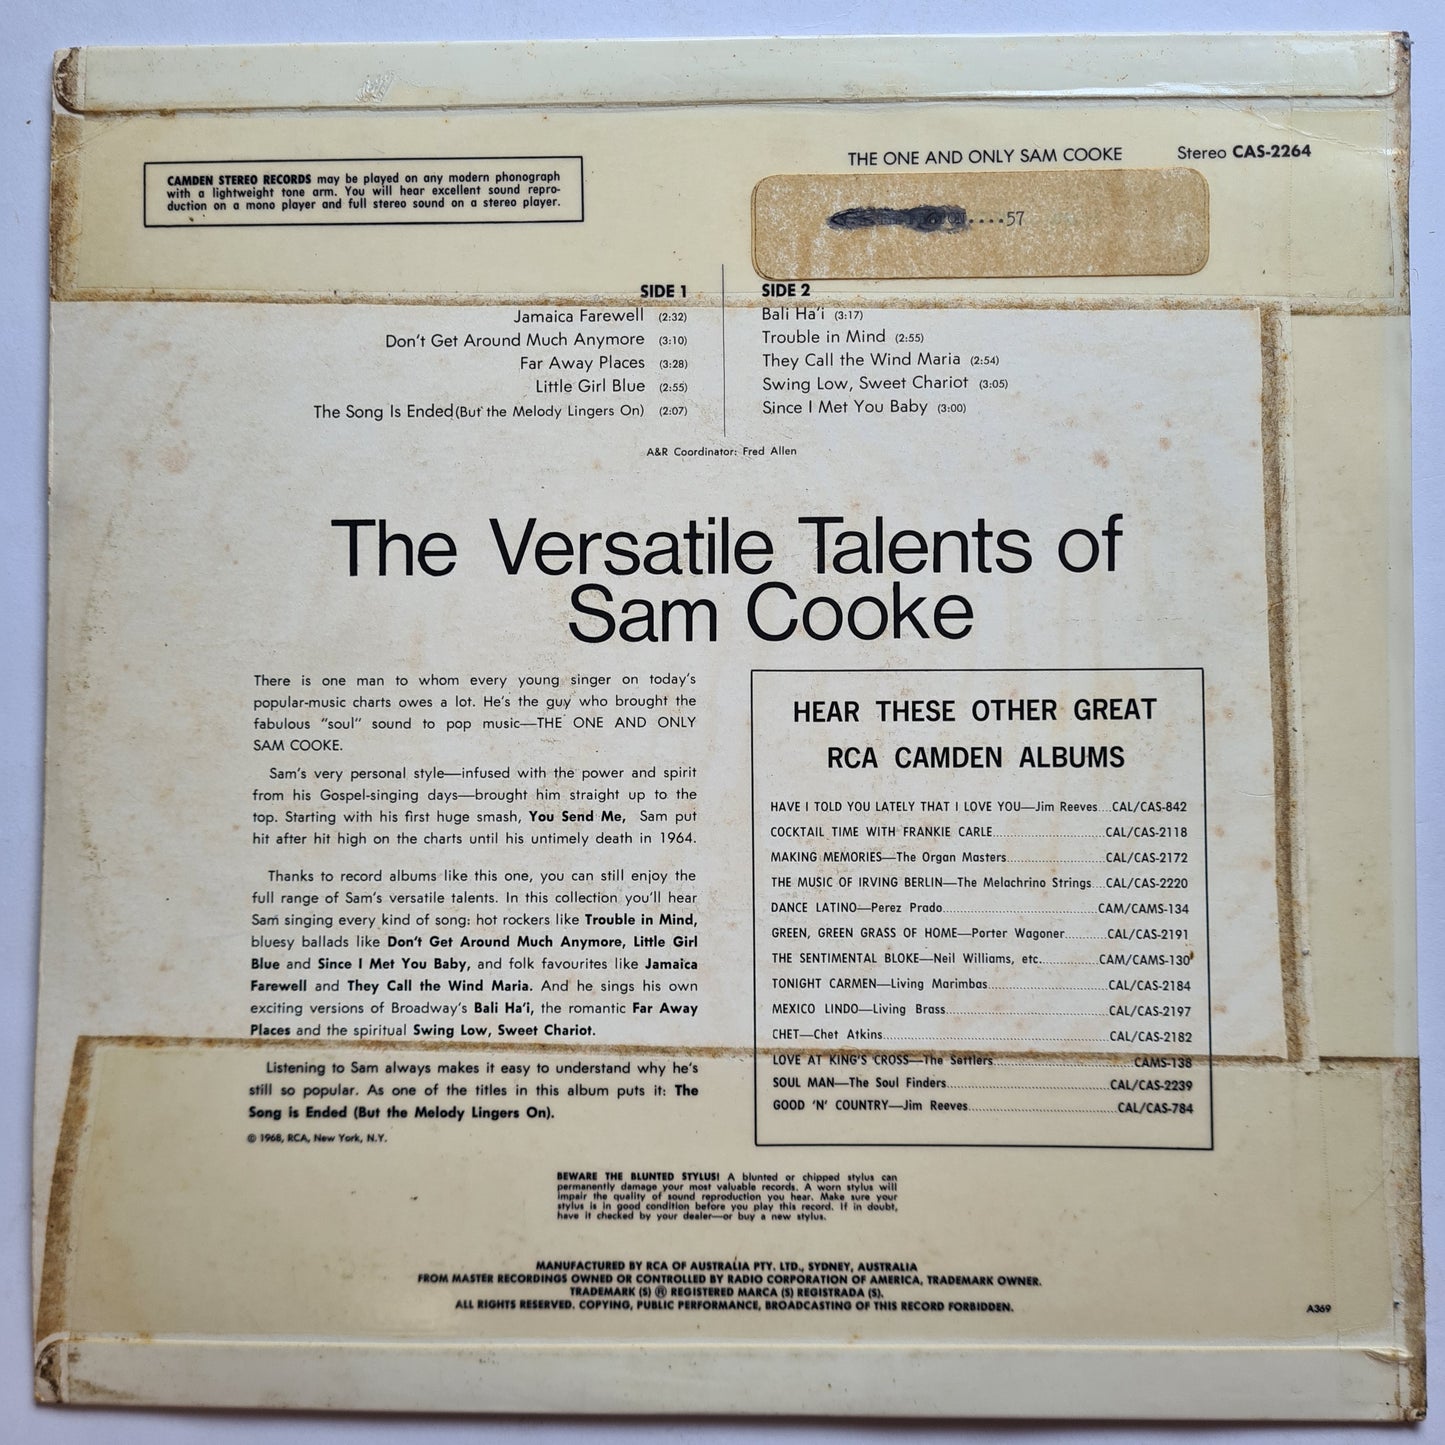 THE ONE AND ONLY SAM COOKE Stereo CAS-2264
CAMDEN STEREO RECORDS may be played on any modern phonograph
with a lightweight tone arm. You will hear excellent sound repro-
duction on a mono player and full stereo sound on a stereo player.
....57
SIDE 1
Jamaica Farewell (2:32)
Don't Get Around Much Anymore (3:10)
Far Away Places (3:28)
Little Girl Blue (2:55)
The Song Is Ended (But the Melody Lingers On) (2:07)
SIDE 2
Bali Ha'i (3:17)
Trouble in Mind (2:55)
They Call the Wind Maria (2:54)
Swing Low, Sweet Chariot (3:05)
Since I Met You Baby (3:00)
A&R Coordinator: Fred Allen
The Versatile Talents of
Sam Cooke
There is one man to whom every young singer on today's
popular-music charts owes a lot. He's the guy who brought the
fabulous "soul" sound to pop music—THE ONE AND ONLY
SAM COOKE.
Sam's very personal style—infused with the power and spirit
from his Gospel-singing days—brought him straight up to the
top. Starting with his first huge smash, You Send Me, Sam put
hit after hit high on the charts until his untimely death in 1964.
Thanks to record albums like this one, you can still enjoy the
full range of Sam's versatile talents. In this collection you'll hear
Sam singing every kind of song: hot rockers like Trouble in Mind,
bluesy ballads like Don't Get Around Much Anymore, Little Girl
Blue and Since I Met You Baby, and folk favourites like Jamaica
Farewell and They Call the Wind Maria. And he sings his own
exciting versions of Broadway's Bali Ha'i, the romantic Far Away
Places and the spiritual Swing Low, Sweet Chariot.
Listening to Sam always makes it easy to understand why he's
still so popular. As one of the titles in this album puts it: The
Song is Ended (But the Melody Lingers On).
© 1968, RCA, New York, N.Y.
HEAR THESE OTHER GREAT
RCA CAMDEN ALBUMS
HAVE I TOLD YOU LATELY THAT I LOVE YOU—Jim Reeves....CAL/CAS-842
COCKTAIL TIME WITH FRANKIE CARLE............................CAL/CAS-2118
MAKING MEMORIES—The Organ Masters........................CAL/CAS-2172
THE MUSIC OF IRVING BERLIN—The Melachrino Strings....CAL/CAS-2220
DANCE LATINO—Perez Prado.......................................CAM/CAMS-134
GREEN, GREEN GRASS OF HOME—Porter Wagoner...........CAL/CAS-2191
THE SENTIMENTAL BLOKE—Neil Williams, etc...............CAM/CAMS-130
TONIGHT CARMEN—Living Marimbas..............................CAL/CAS-2184
MEXICO LINDO—Living Brass.........................................CAL/CAS-2197
CHET—Chet Atkins.........................................................CAL/CAS-2182
LOVE AT KING'S CROSS—The Settlers...................................CAMS-138
SOUL MAN—The Soul Finders.........................................CAL/CAS-2239
GOOD 'N' COUNTRY—Jim Reeves.....................................CAL/CAS-784
BEWARE THE BLUNTED STYLUS! A blunted or chipped stylus can
permanently damage your most valuable records. A worn stylus will
impair the quality of sound reproduction you hear. Make sure your
stylus is in good condition before you play this record. If in doubt,
have it checked by your dealer—or buy a new stylus.
MANUFACTURED BY RCA OF AUSTRALIA PTY. LTD., SYDNEY, AUSTRALIA
FROM MASTER RECORDINGS OWNED OR CONTROLLED BY RADIO CORPORATION OF AMERICA, TRADEMARK OWNER.
TRADEMARK (S) ® REGISTERED MARCA (S) REGISTRADA (S).
ALL RIGHTS RESERVED. COPYING, PUBLIC PERFORMANCE, BROADCASTING OF THIS RECORD FORBIDDEN.
A369